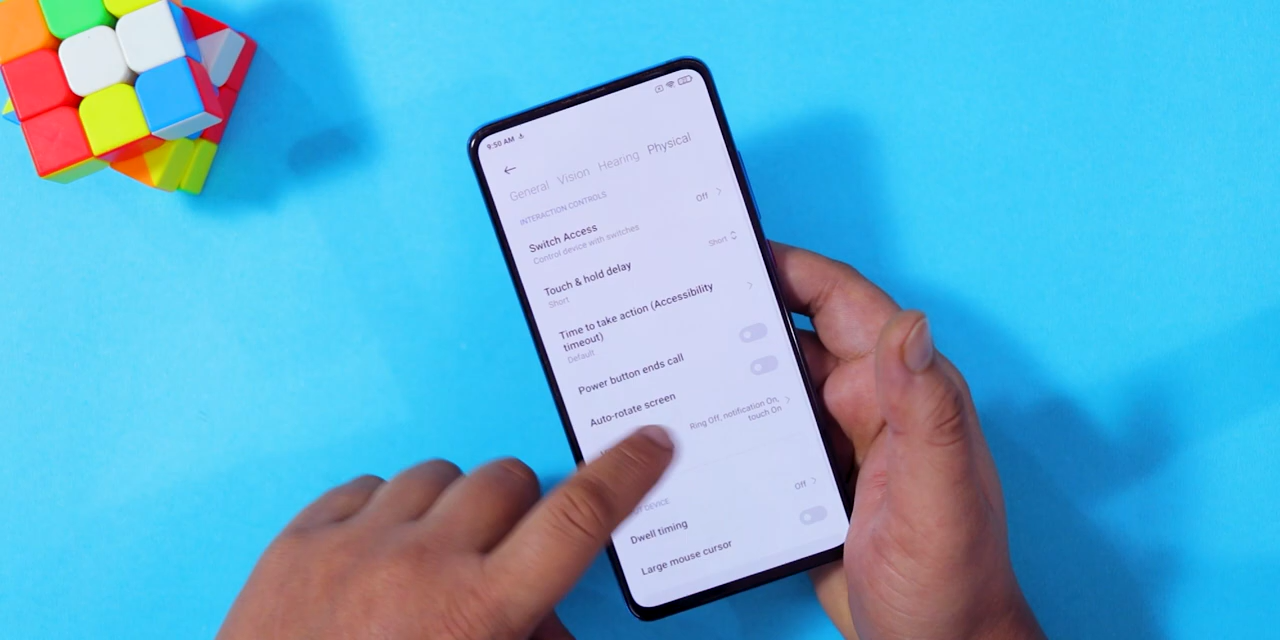 9:50 AM
General Vision Hearing Physical
INTERACTION CONTROLS
Switch Access
Control device with switches
Off
Touch & hold delay
Short
Short
Time to take action (Accessibility
timeout)
Default
Power button ends call
Auto-rotate screen
Ring Off, notification On,
touch On
DEVICE
Dwell timing
Off
Large mouse cursor